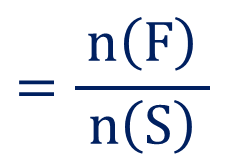 = n(F)
n(S)